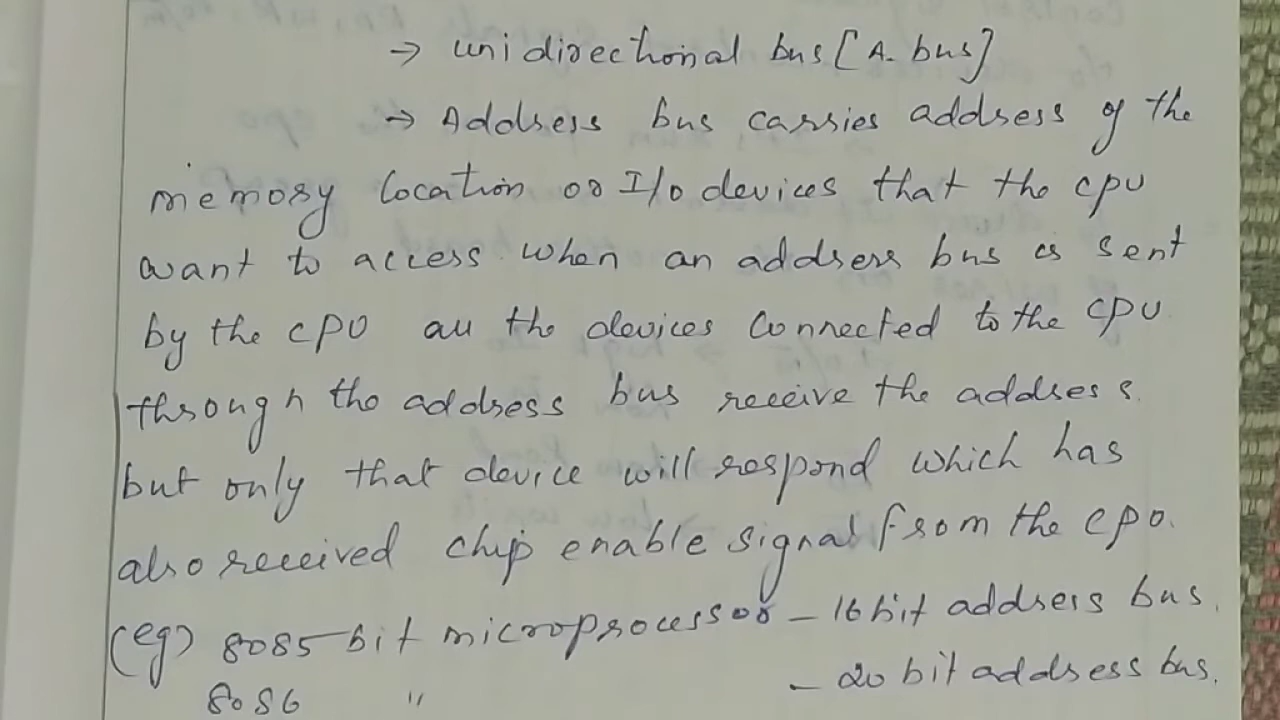 → unidirectional bus [A. bus]
→ Address bus carries address of the
memory location or I/o devices that the cpu
want to access when an address bus is sent
by the cpu all the devices connected to the cpu
through the address bus receive the address
but only that device will respond which has
also received chip enable signal from the cpu.
(eg) 8085-bit microprocessor - 16 bit address bus.
8086 " - 20 bit address bus.